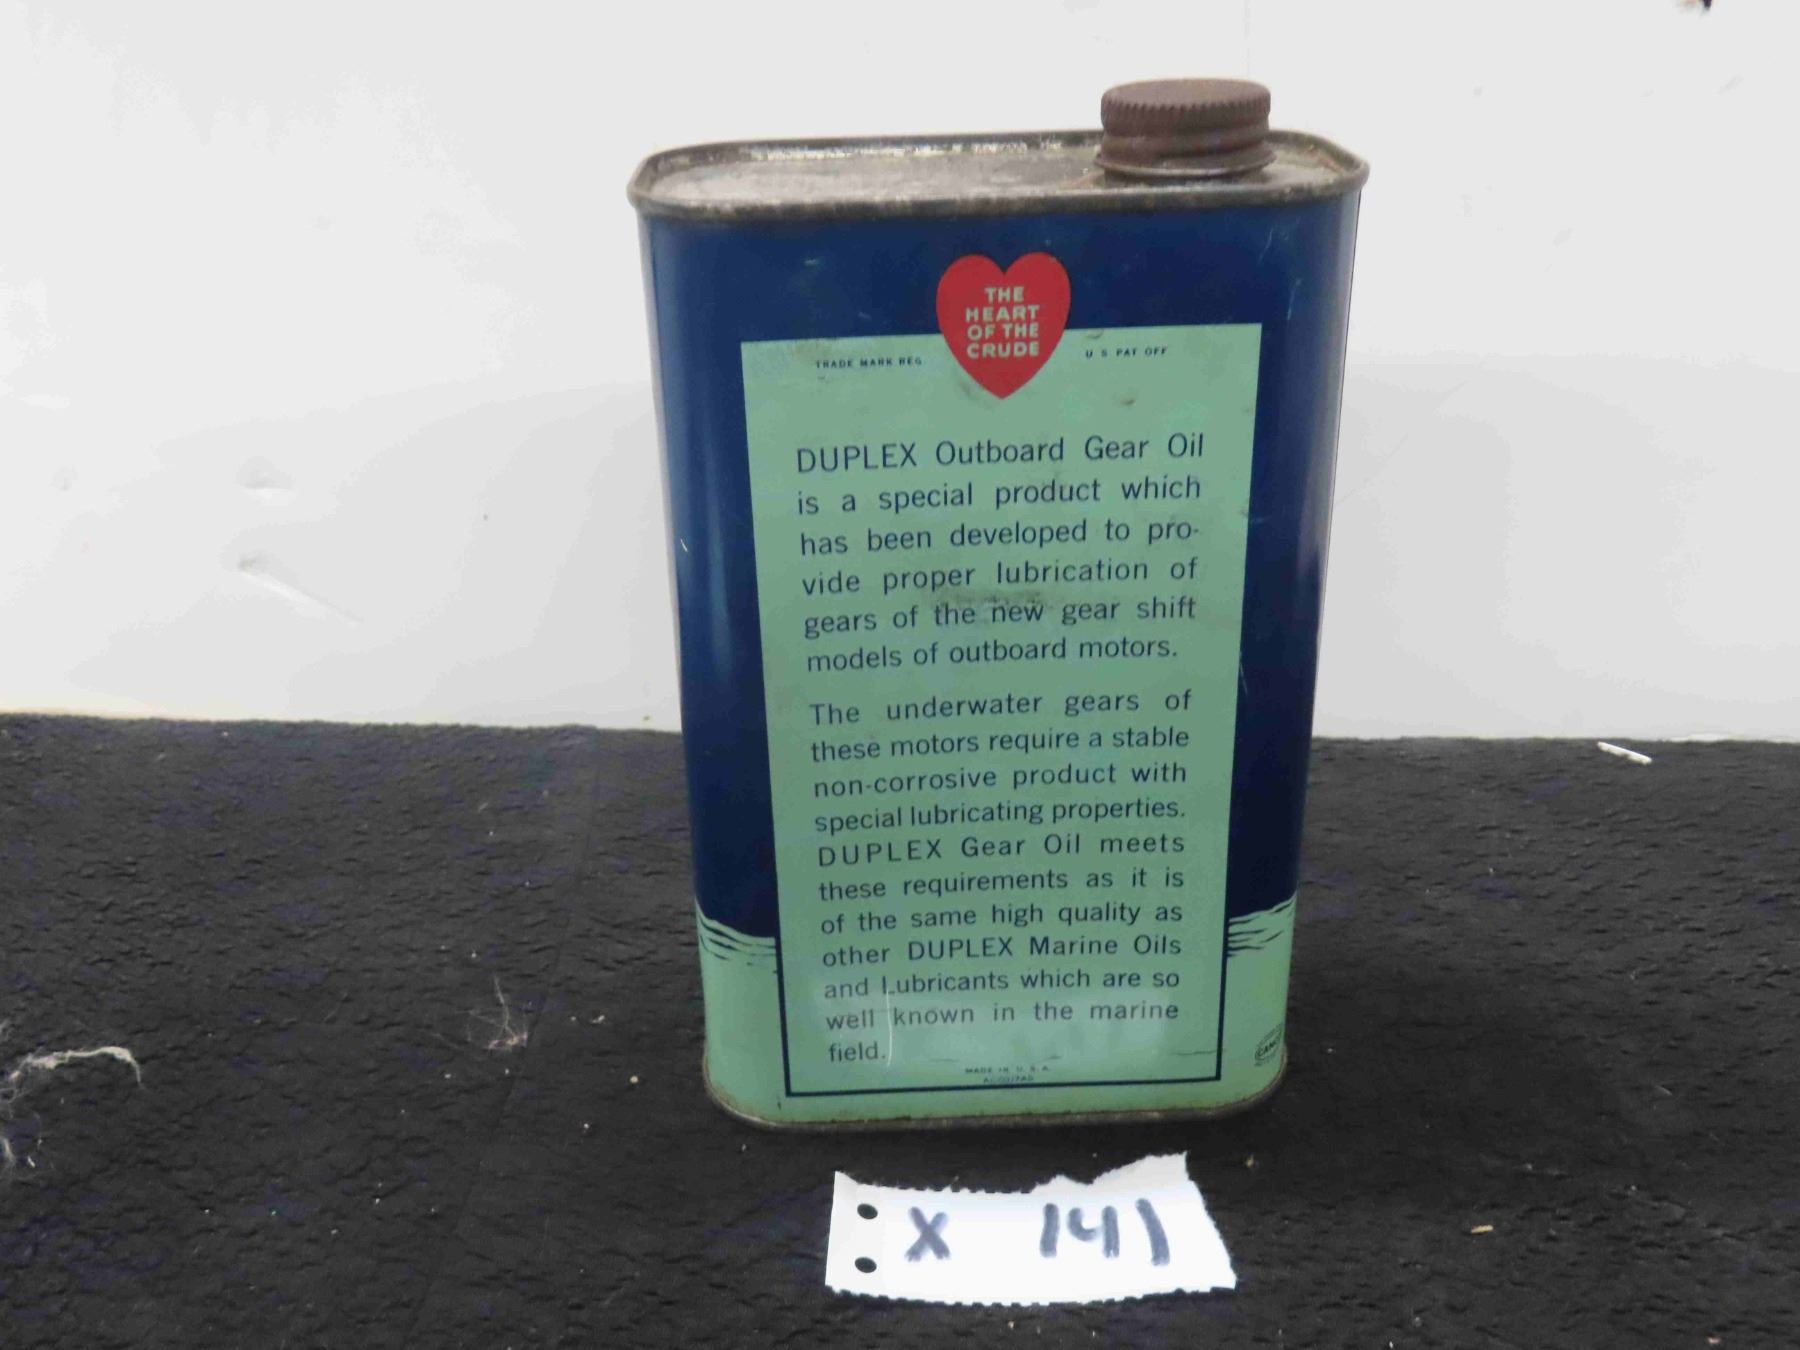 THE
HEART
OF THE
CRUDE
TRADE MARK REG. U S PAT OFF
DUPLEX Outboard Gear Oil
is a special product which
has been developed to pro-
vide proper lubrication of
gears of the new gear shift
models of outboard motors.
The underwater gears of
these motors require a stable
non-corrosive product with
special lubricating properties.
DUPLEX Gear Oil meets
these requirements as it is
of the same high quality as
other DUPLEX Marine Oils
and Lubricants which are so
well known in the marine
field.
MADE IN U. S. A.
CANCO
X 141